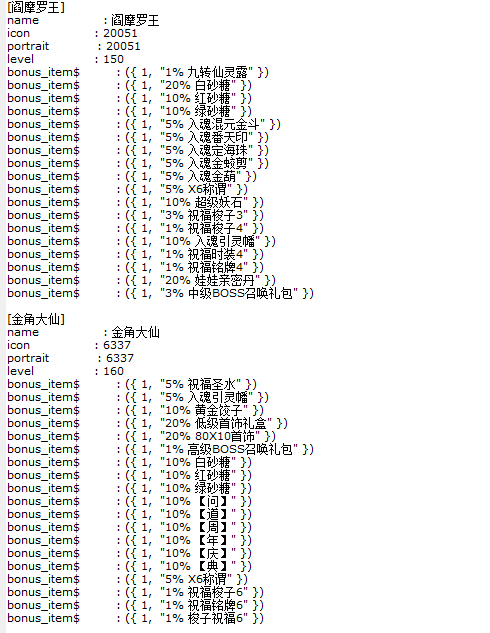 [阎摩罗王]
name : 阎摩罗王
icon : 20051
portrait : 20051
level : 150
bonus_item$ : ({ 1, "1% 九转仙灵露" })
bonus_item$ : ({ 1, "20% 白砂糖" })
bonus_item$ : ({ 1, "10% 红砂糖" })
bonus_item$ : ({ 1, "10% 绿砂糖" })
bonus_item$ : ({ 1, "5% 入魂混元金斗" })
bonus_item$ : ({ 1, "5% 入魂番天印" })
bonus_item$ : ({ 1, "5% 入魂定海珠" })
bonus_item$ : ({ 1, "5% 入魂金蛟剪" })
bonus_item$ : ({ 1, "5% 入魂金葫" })
bonus_item$ : ({ 1, "5% X6称谓" })
bonus_item$ : ({ 1, "10% 超级妖石" })
bonus_item$ : ({ 1, "3% 祝福梭子3" })
bonus_item$ : ({ 1, "1% 祝福梭子4" })
bonus_item$ : ({ 1, "10% 入魂引灵幡" })
bonus_item$ : ({ 1, "1% 祝福时装4" })
bonus_item$ : ({ 1, "1% 祝福铭牌4" })
bonus_item$ : ({ 1, "20% 娃娃亲密丹" })
bonus_item$ : ({ 1, "3% 中级BOSS召唤礼包" })
[金角大仙]
name : 金角大仙
icon : 6337
portrait : 6337
level : 160
bonus_item$ : ({ 1, "5% 祝福圣水" })
bonus_item$ : ({ 1, "5% 入魂引灵幡" })
bonus_item$ : ({ 1, "10% 黄金饺子" })
bonus_item$ : ({ 1, "20% 低级首饰礼盒" })
bonus_item$ : ({ 1, "20% 80X10首饰" })
bonus_item$ : ({ 1, "1% 高级BOSS召唤礼包" })
bonus_item$ : ({ 1, "10% 白砂糖" })
bonus_item$ : ({ 1, "10% 红砂糖" })
bonus_item$ : ({ 1, "10% 绿砂糖" })
bonus_item$ : ({ 1, "10% 【问】" })
bonus_item$ : ({ 1, "10% 【道】" })
bonus_item$ : ({ 1, "10% 【周】" })
bonus_item$ : ({ 1, "10% 【年】" })
bonus_item$ : ({ 1, "10% 【庆】" })
bonus_item$ : ({ 1, "10% 【典】" })
bonus_item$ : ({ 1, "5% X6称谓" })
bonus_item$ : ({ 1, "1% 祝福梭子6" })
bonus_item$ : ({ 1, "1% 祝福铭牌6" })
bonus_item$ : ({ 1, "1% 梭子祝福6" })